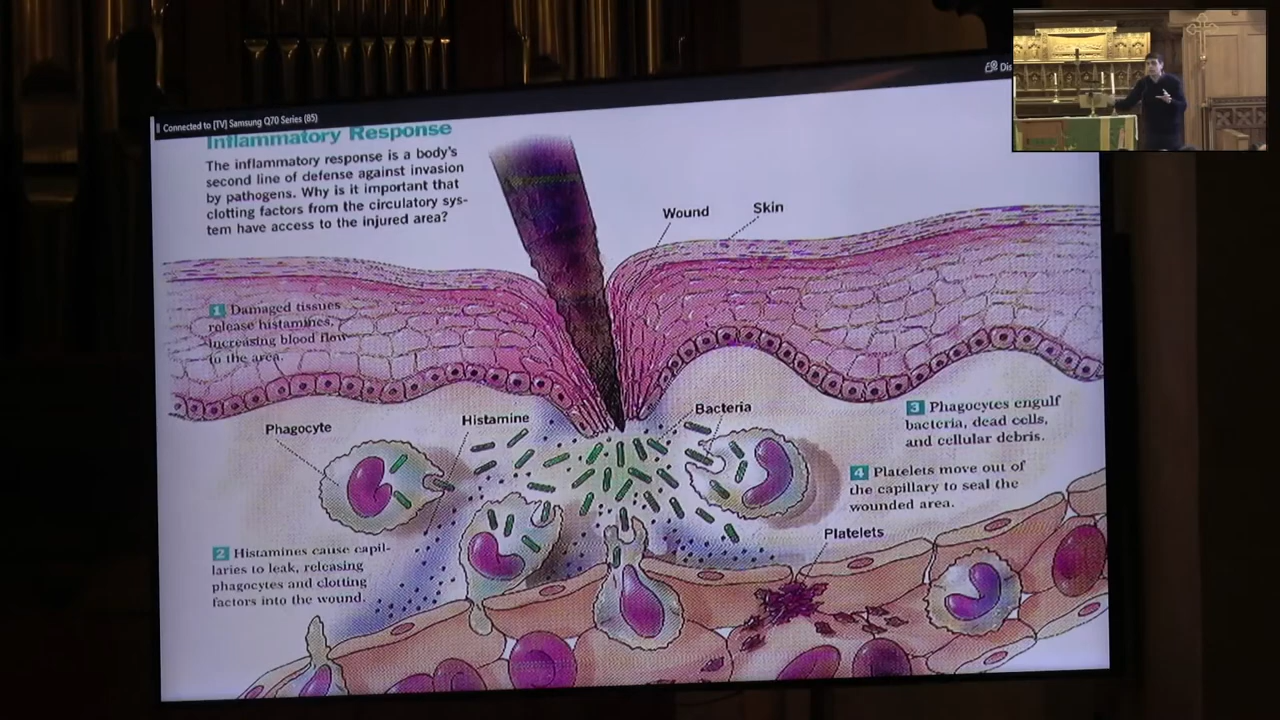 Connected to [TV] Samsung Q70 Series (85)
Dis
Inflammatory Response
The inflammatory response is a body's
second line of defense against invasion
by pathogens. Why is it important that
clotting factors from the circulatory sys-
tem have access to the injured area?
Wound
Skin
1 Damaged tissues
release histamines,
increasing blood flow
to the area.
Phagocyte
Histamine
Bacteria
3 Phagocytes engulf
bacteria, dead cells,
and cellular debris.
4 Platelets move out of
the capillary to seal the
wounded area.
Platelets
2 Histamines cause capil-
laries to leak, releasing
phagocytes and clotting
factors into the wound.